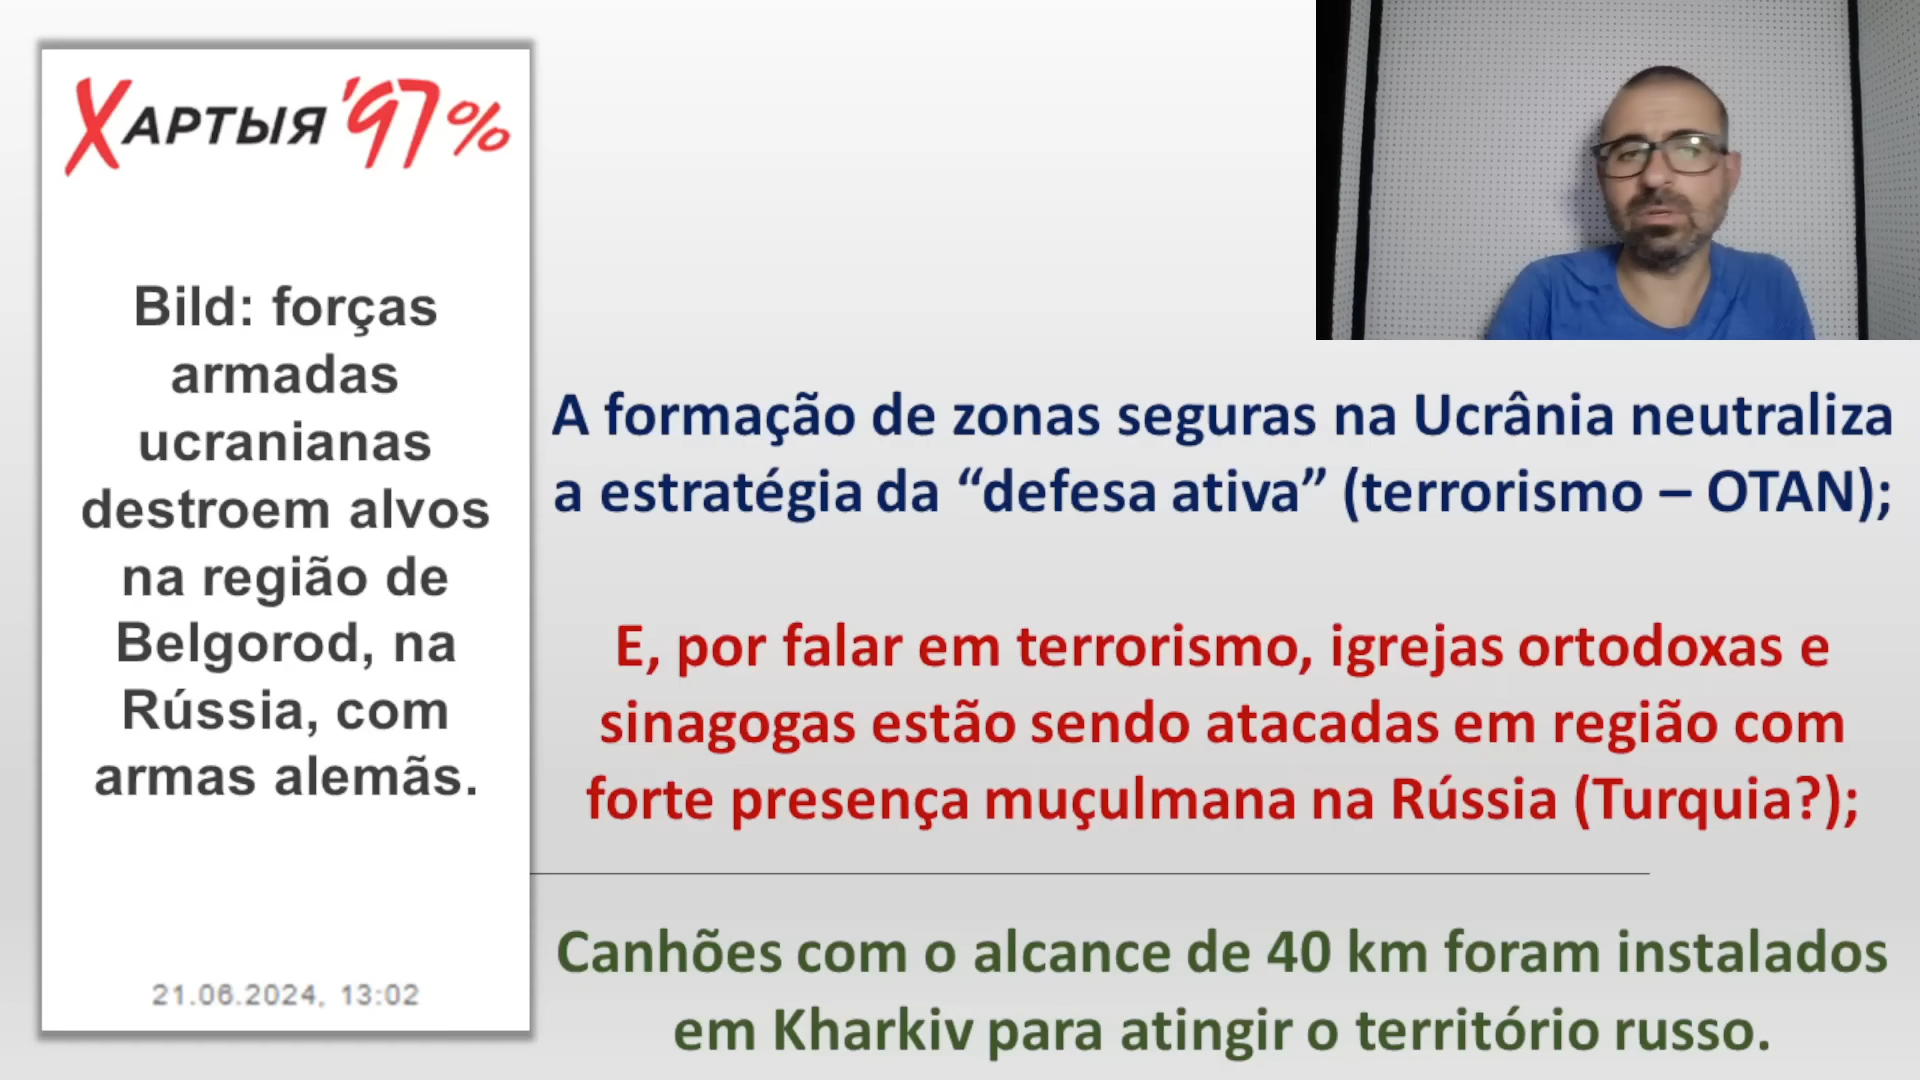 ХАРТЫЯ '97%
Bild: forças
armadas
ucranianas
destroem alvos
na região de
Belgorod, na
Rússia, com
armas alemãs.
21.06.2024, 13:02
A formação de zonas seguras na Ucrânia neutraliza
a estratégia da “defesa ativa” (terrorismo – OTAN);
E, por falar em terrorismo, igrejas ortodoxas e
sinagogas estão sendo atacadas em região com
forte presença muçulmana na Rússia (Turquia?);
Canhões com o alcance de 40 km foram instalados
em Kharkiv para atingir o território russo.